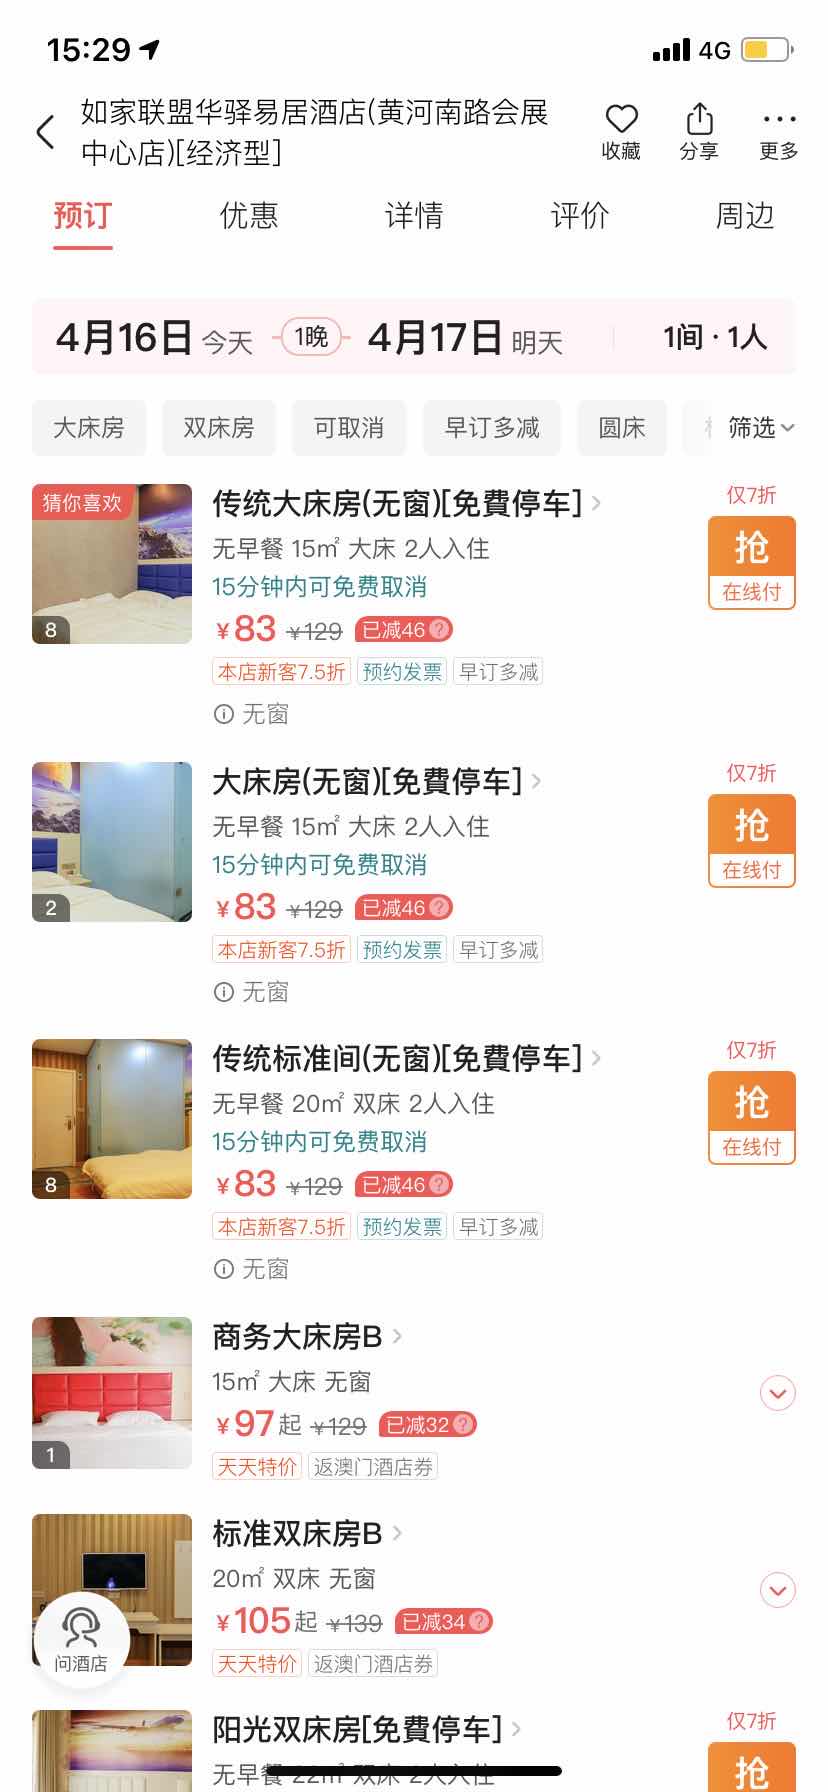 15:29
4G
如家联盟华驿易居酒店(黄河南路会展
中心店)[经济型]
收藏
分享
更多
预订
优惠
详情
评价
周边
4月16日 今天 1晚 4月17日 明天 1间 · 1人
大床房
双床房
可取消
早订多减
圆床
筛选
猜你喜欢
8
传统大床房(无窗)[免費停车]
无早餐 15㎡ 大床 2人入住
15分钟内可免费取消
¥83 ¥129 已减46?
本店新客7.5折 预约发票 早订多减
无窗
仅7折
抢
在线付
2
大床房(无窗)[免費停车]
无早餐 15㎡ 大床 2人入住
15分钟内可免费取消
¥83 ¥129 已减46?
本店新客7.5折 预约发票 早订多减
无窗
仅7折
抢
在线付
8
传统标准间(无窗)[免費停车]
无早餐 20㎡ 双床 2人入住
15分钟内可免费取消
¥83 ¥129 已减46?
本店新客7.5折 预约发票 早订多减
无窗
仅7折
抢
在线付
1
商务大床房B
15㎡ 大床 无窗
¥97起 ¥129 已减32?
天天特价 返澳门酒店券
标准双床房B
20㎡ 双床 无窗
¥105起 ¥139 已减34?
天天特价 返澳门酒店券
问酒店
阳光双床房[免費停车]
无早餐 22㎡ 双床 2人入住
仅7折
抢